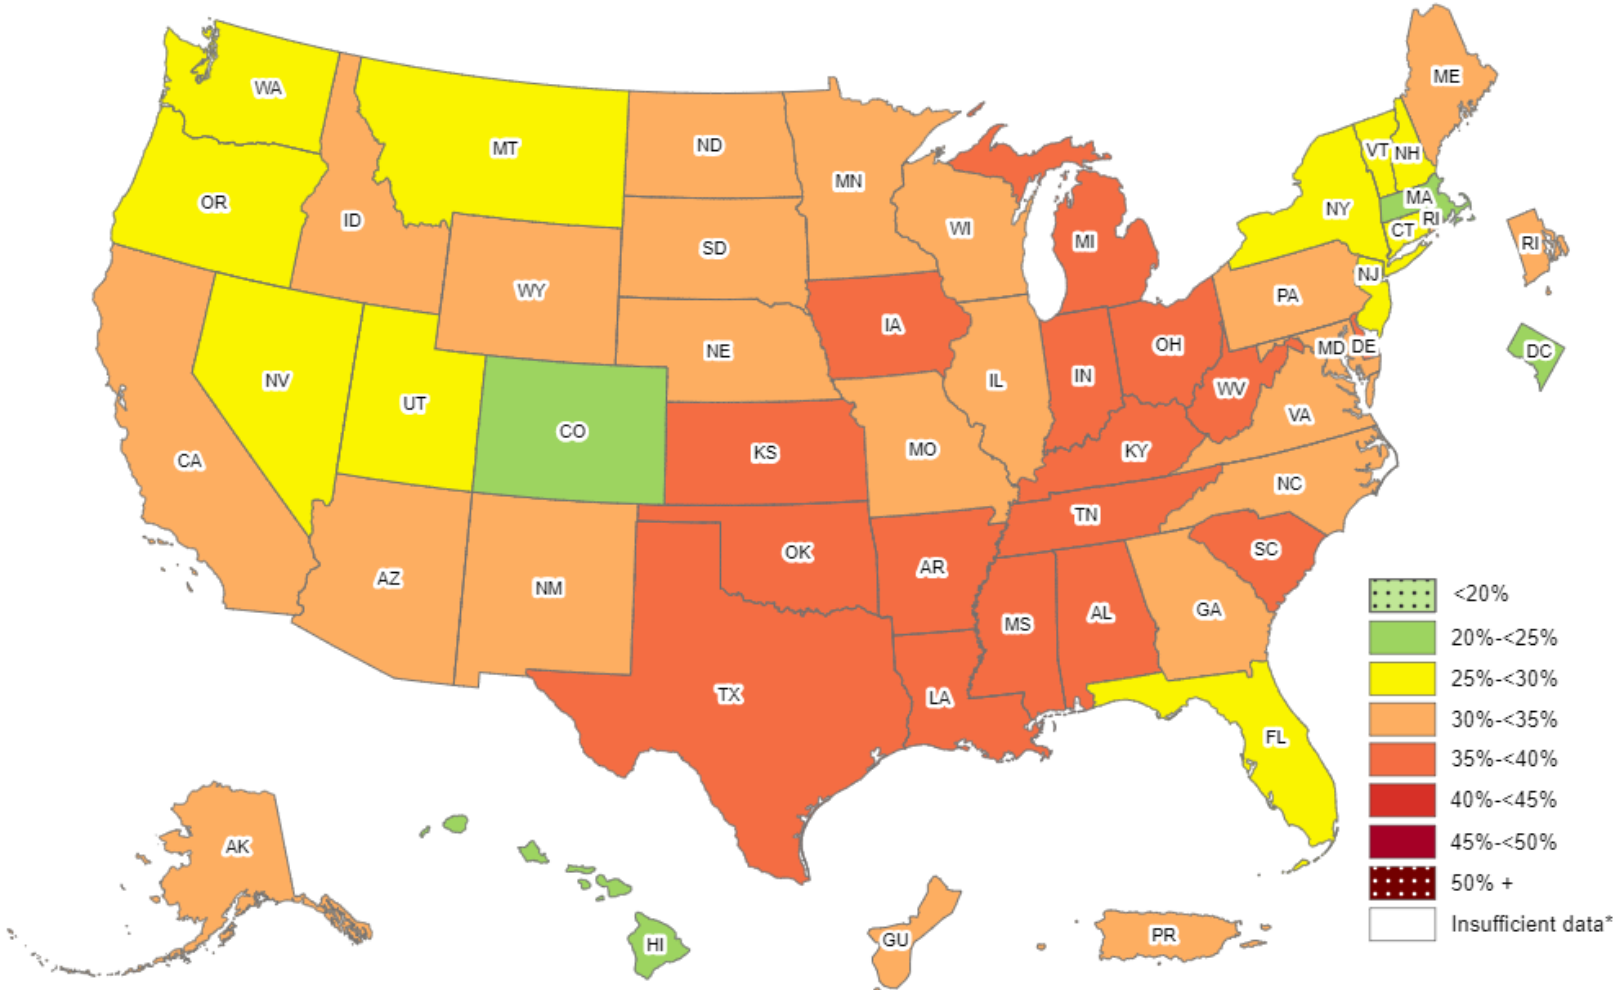 WA
OR
ID
MT
ND
MN
SD
WY
NE
WI
MI
IA
IL
IN
OH
PA
NY
VT
NH
ME
MA
RI
CT
NJ
RI
DC
MD
DE
WV
VA
NV
UT
CO
KS
MO
KY
CA
AZ
NM
OK
TX
AR
LA
TN
MS
AL
GA
NC
SC
FL
AK
HI
GU
PR
<20%
20%-<25%
25%-<30%
30%-<35%
35%-<40%
40%-<45%
45%-<50%
50% +
Insufficient data*